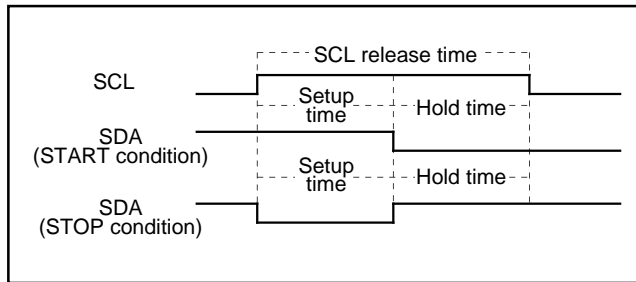 SCL release time
SCL
Setup
time
Hold time
SDA
(START condition)
Setup
time
Hold time
SDA
(STOP condition)